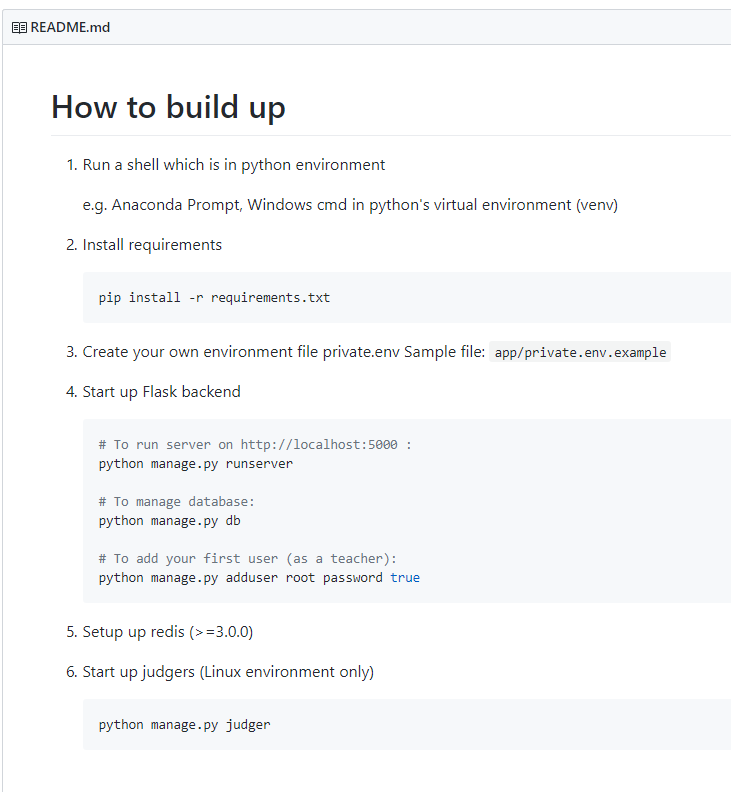 README.md
How to build up
1. Run a shell which is in python environment
e.g. Anaconda Prompt, Windows cmd in python's virtual environment (venv)
2. Install requirements
pip install -r requirements.txt
3. Create your own environment file private.env Sample file: app/private.env.example
4. Start up Flask backend
# To run server on http://localhost:5000 :
python manage.py runserver
# To manage database:
python manage.py db
# To add your first user (as a teacher):
python manage.py adduser root password true
5. Setup up redis (>=3.0.0)
6. Start up judgers (Linux environment only)
python manage.py judger